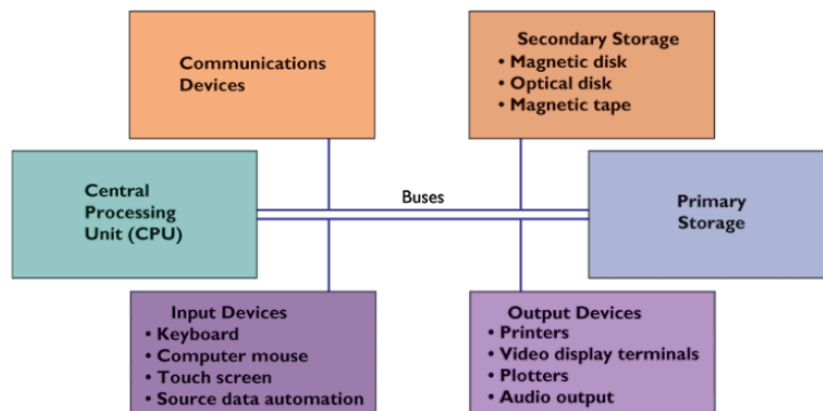 Communications
Devices
Secondary Storage
• Magnetic disk
• Optical disk
• Magnetic tape
Central
Processing
Unit (CPU)
Buses
Primary
Storage
Input Devices
• Keyboard
• Computer mouse
• Touch screen
• Source data automation
Output Devices
• Printers
• Video display terminals
• Plotters
• Audio output